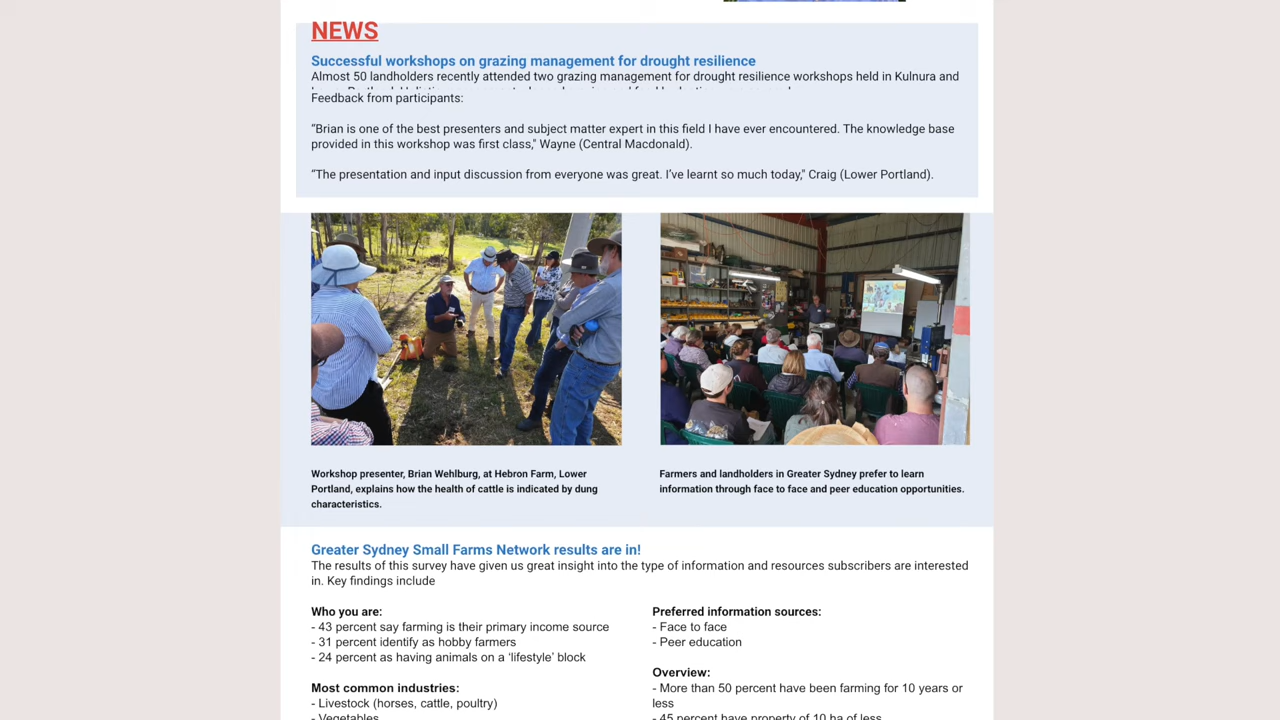 NEWS
Successful workshops on grazing management for drought resilience
Almost 50 landholders recently attended two grazing management for drought resilience workshops held in Kulnura and
Feedback from participants:
“Brian is one of the best presenters and subject matter expert in this field I have ever encountered. The knowledge base
provided in this workshop was first class," Wayne (Central Macdonald).
“The presentation and input discussion from everyone was great. I’ve learnt so much today," Craig (Lower Portland).
Workshop presenter, Brian Wehlburg, at Hebron Farm, Lower
Portland, explains how the health of cattle is indicated by dung
characteristics.
Farmers and landholders in Greater Sydney prefer to learn
information through face to face and peer education opportunities.
Greater Sydney Small Farms Network results are in!
The results of this survey have given us great insight into the type of information and resources subscribers are interested
in. Key findings include
Who you are:
- 43 percent say farming is their primary income source
- 31 percent identify as hobby farmers
- 24 percent as having animals on a ‘lifestyle’ block
Most common industries:
- Livestock (horses, cattle, poultry)
- Vegetables
Preferred information sources:
- Face to face
- Peer education
Overview:
- More than 50 percent have been farming for 10 years or
less
- 45 percent have property of 10 ha of less